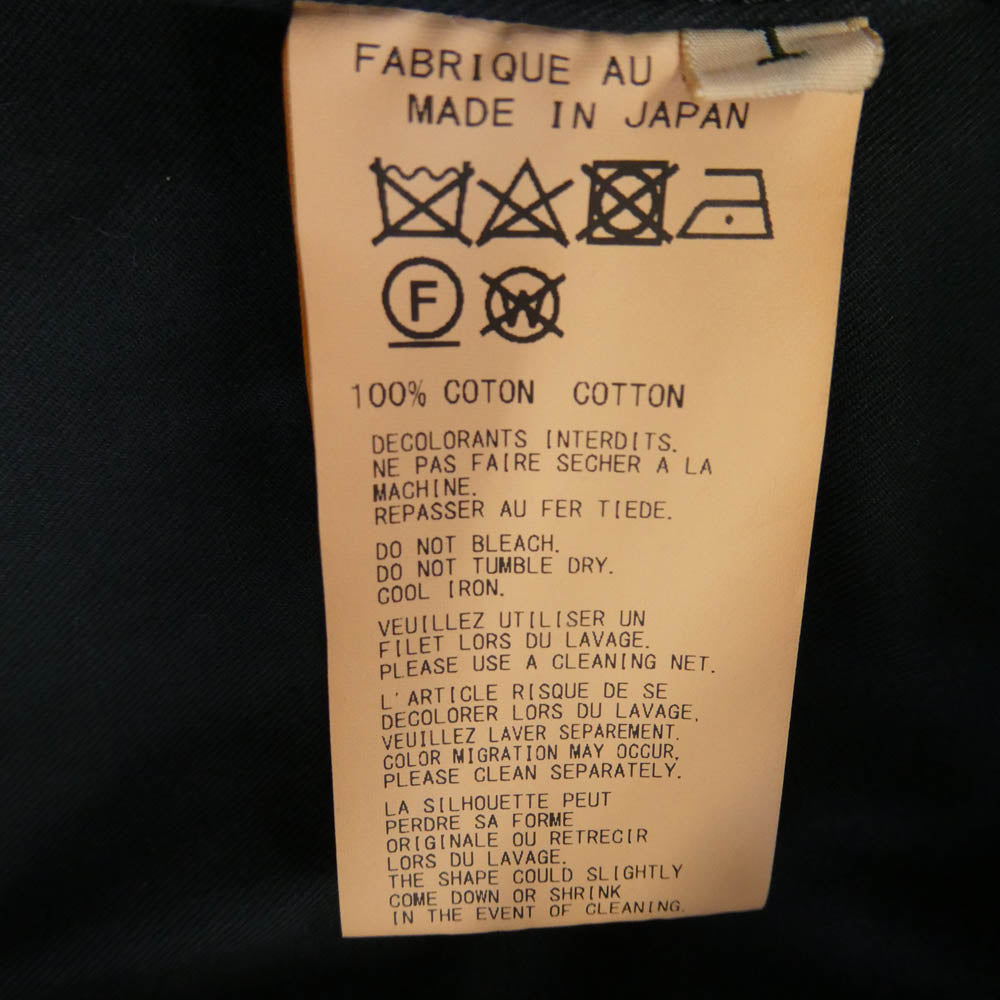 FABRIQUE AU
MADE IN JAPAN
F W
100% COTON COTTON
DECOLORANTS INTERDITS.
NE PAS FAIRE SECHER A LA
MACHINE.
REPASSER AU FER TIEDE.
DO NOT BLEACH.
DO NOT TUMBLE DRY.
COOL IRON.
VEUILLEZ UTILISER UN
FILET LORS DU LAVAGE.
PLEASE USE A CLEANING NET.
L'ARTICLE RISQUE DE SE
DECOLORER LORS DU LAVAGE.
VEUILLEZ LAVER SEPAREMENT.
COLOR MIGRATION MAY OCCUR.
PLEASE CLEAN SEPARATELY.
LA SILHOUETTE PEUT
PERDRE SA FORME
ORIGINALE OU RETRECIR
LORS DU LAVAGE.
THE SHAPE COULD SLIGHTLY
COME DOWN OR SHRINK
IN THE EVENT OF CLEANING.